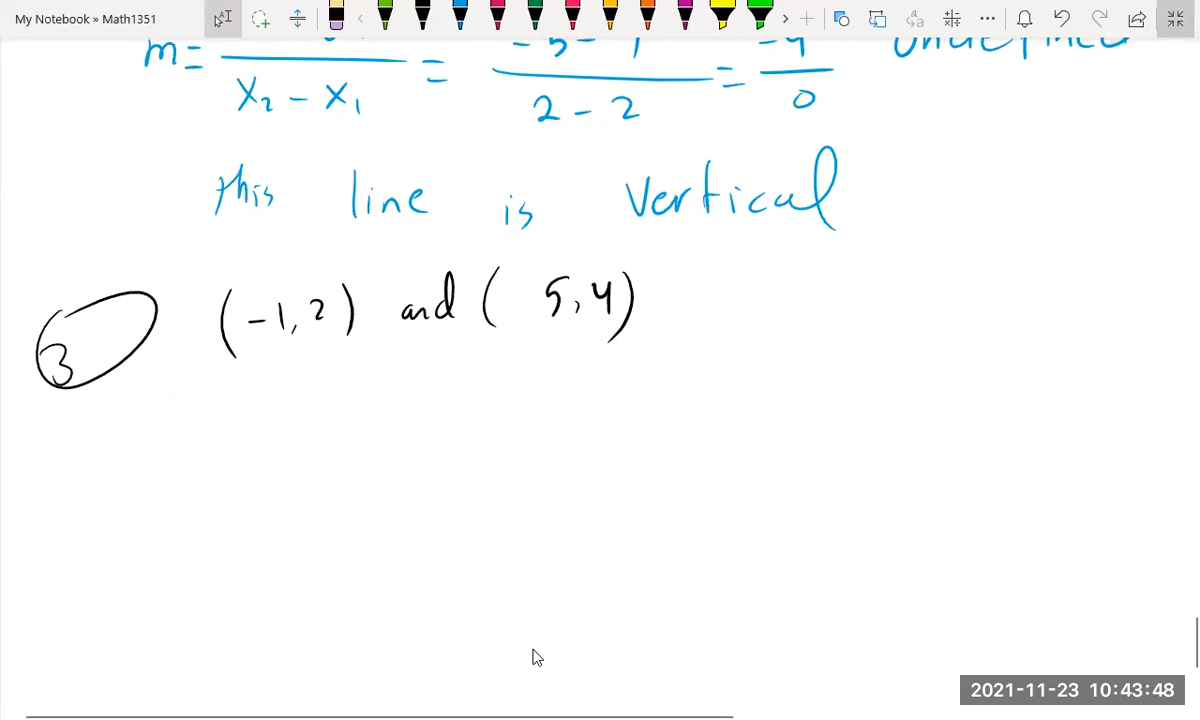 My Notebook » Math1351
m =
x₂ - x₁ = 2 - 2 = 0
this line is vertical
3 (-1, 2) and ( 5, 4)
2021-11-23 10:43:48